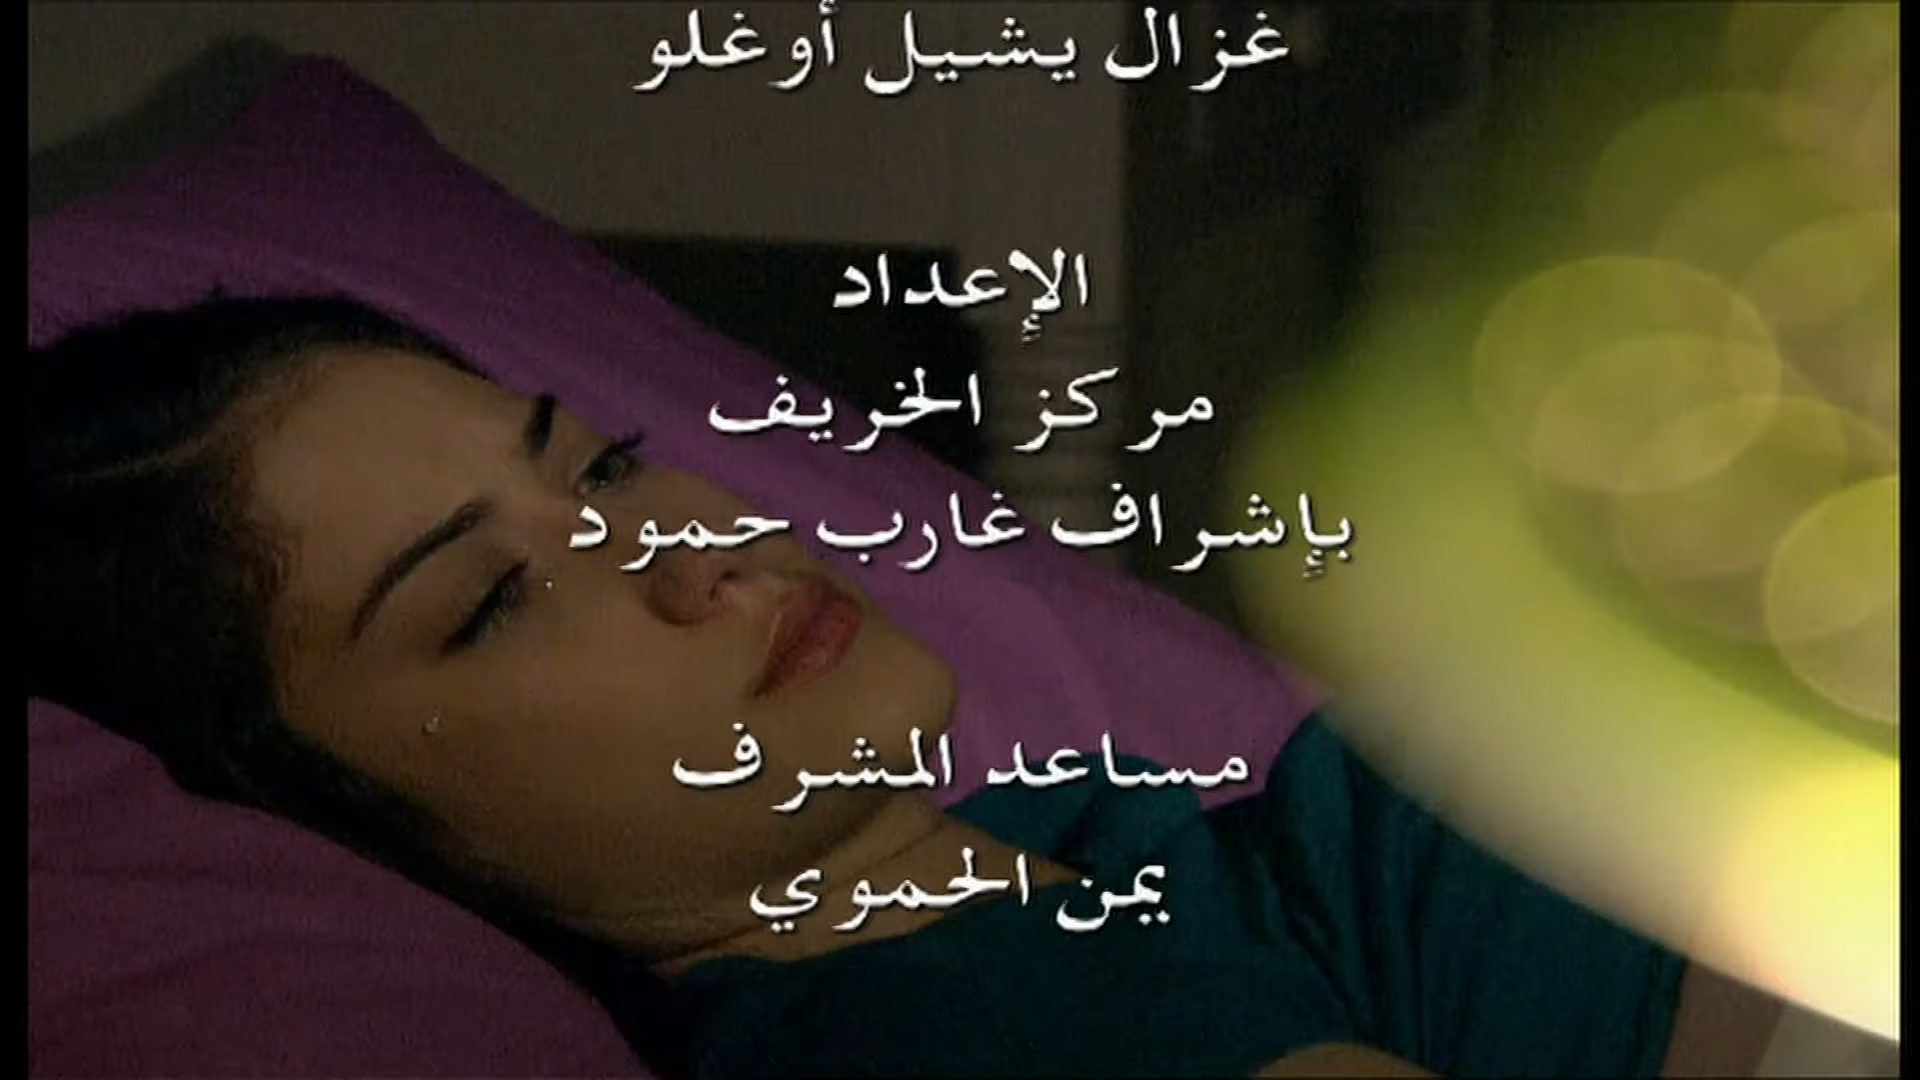 غزال يشيل أوغلو
الإعداد
مركز الخريف
بإشراف غارب حمود
مساعد المشرف
يمن الحموي